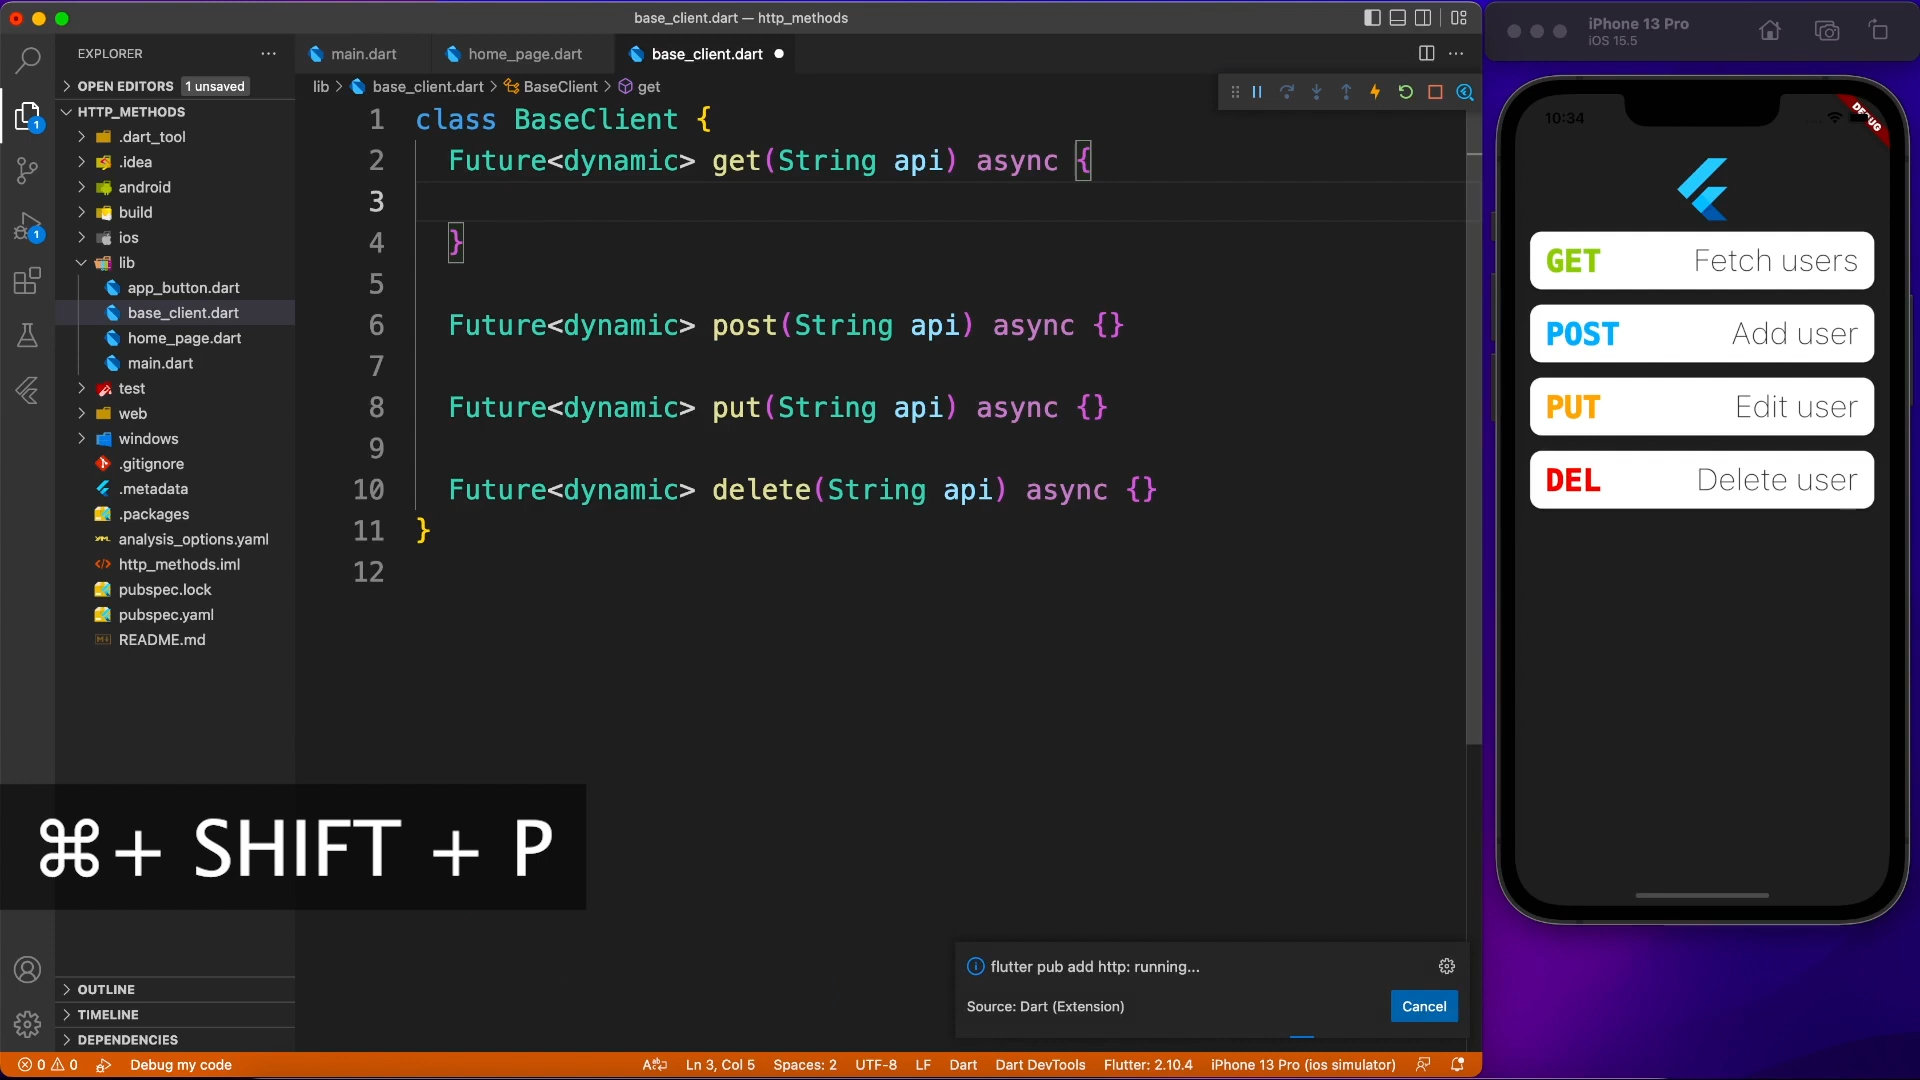 base_client.dart — http_methods
EXPLORER
main.dart
home_page.dart
base_client.dart
OPEN EDITORS 1 unsaved
lib > base_client.dart > BaseClient > get
HTTP_METHODS
.dart_tool
.idea
android
build
ios
lib
app_button.dart
base_client.dart
home_page.dart
main.dart
test
web
windows
.gitignore
.metadata
.packages
analysis_options.yaml
http_methods.iml
pubspec.lock
pubspec.yaml
README.md
1 class BaseClient {
2 Future<dynamic> get(String api) async {
3
4 }
5
6 Future<dynamic> post(String api) async {}
7
8 Future<dynamic> put(String api) async {}
9
10 Future<dynamic> delete(String api) async {}
11 }
12
1
1
⌘+ SHIFT + P
OUTLINE
TIMELINE
DEPENDENCIES
flutter pub add http: running...
Source: Dart (Extension)
Cancel
0 0 Debug my code
Ln 3, Col 5 Spaces: 2 UTF-8 LF Dart Dart DevTools Flutter: 2.10.4 iPhone 13 Pro (ios simulator)
iPhone 13 Pro
iOS 15.5
10:34
DEBUG
GET Fetch users
POST Add user
PUT Edit user
DEL Delete user